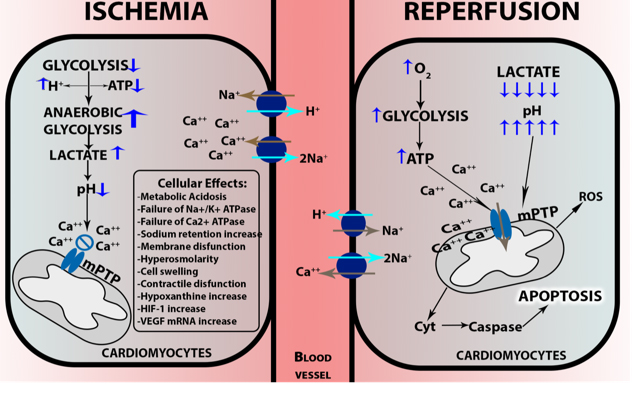 ISCHEMIA
GLYCOLYSIS
H⁺ ATP
ANAEROBIC
GLYCOLYSIS
LACTATE
pH
Ca⁺⁺
Ca⁺⁺ Ca⁺⁺
mPTP
Ca⁺⁺ Ca⁺⁺
Ca⁺⁺ Ca⁺⁺
Ca⁺⁺
Na⁺
H⁺
2Na⁺
Cellular Effects:
-Metabolic Acidosis
-Failure of Na+/K+ ATPase
-Failure of Ca2+ ATPase
-Sodium retention increase
-Membrane disfunction
-Hyperosmolarity
-Cell swelling
-Contractile disfunction
-Hypoxanthine increase
-HIF-1 increase
-VEGF mRNA increase
CARDIOMYOCYTES
BLOOD
VESSEL
REPERFUSION
O₂
GLYCOLYSIS
ATP
LACTATE
pH
Ca⁺⁺
Ca⁺⁺ Ca⁺⁺
Ca⁺⁺
Ca⁺⁺
Ca⁺⁺ Ca⁺⁺
mPTP
ROS
H⁺
Na⁺
2Na⁺
Ca⁺⁺
APOPTOSIS
Cyt Caspase
CARDIOMYOCYTES